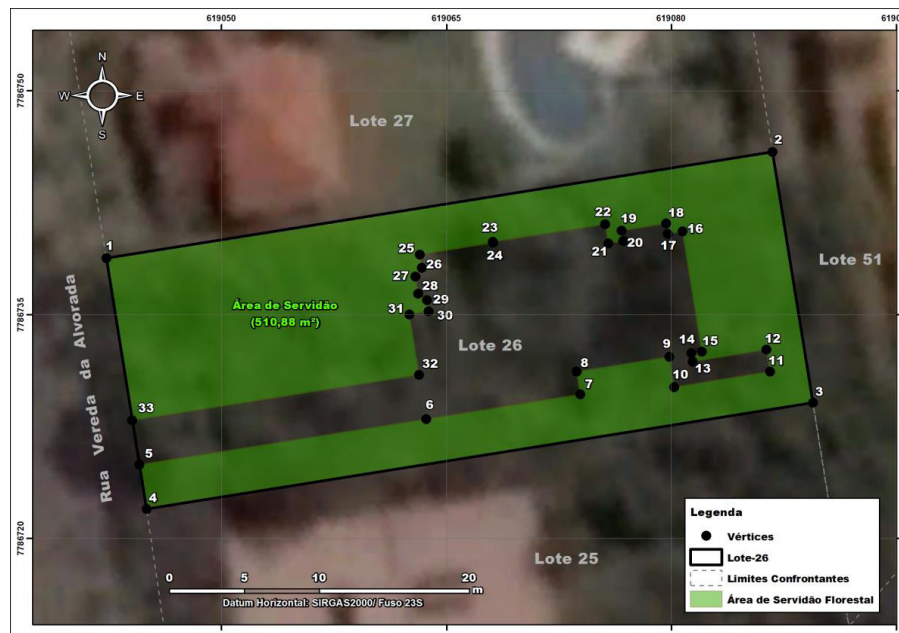 619050
619065
619080
6190
7786750
7786735
7786720
N
W E
S
Lote 27
2
1
22
19
18
23
16
25
21
20
17
24
26
27
Lote 51
28
29
Área de Servidão
(510,88 m²)
31
30
Lote 26
9
14
15
12
32
8
13
11
10
7
3
33
6
5
4
Rua Vereda da Alvorada
Lote 25
0 5 10 20
m
Datum Horizontal: SIRGAS2000/ Fuso 23S
Legenda
Vértices
Lote-26
Limites Confrontantes
Área de Servidão Florestal